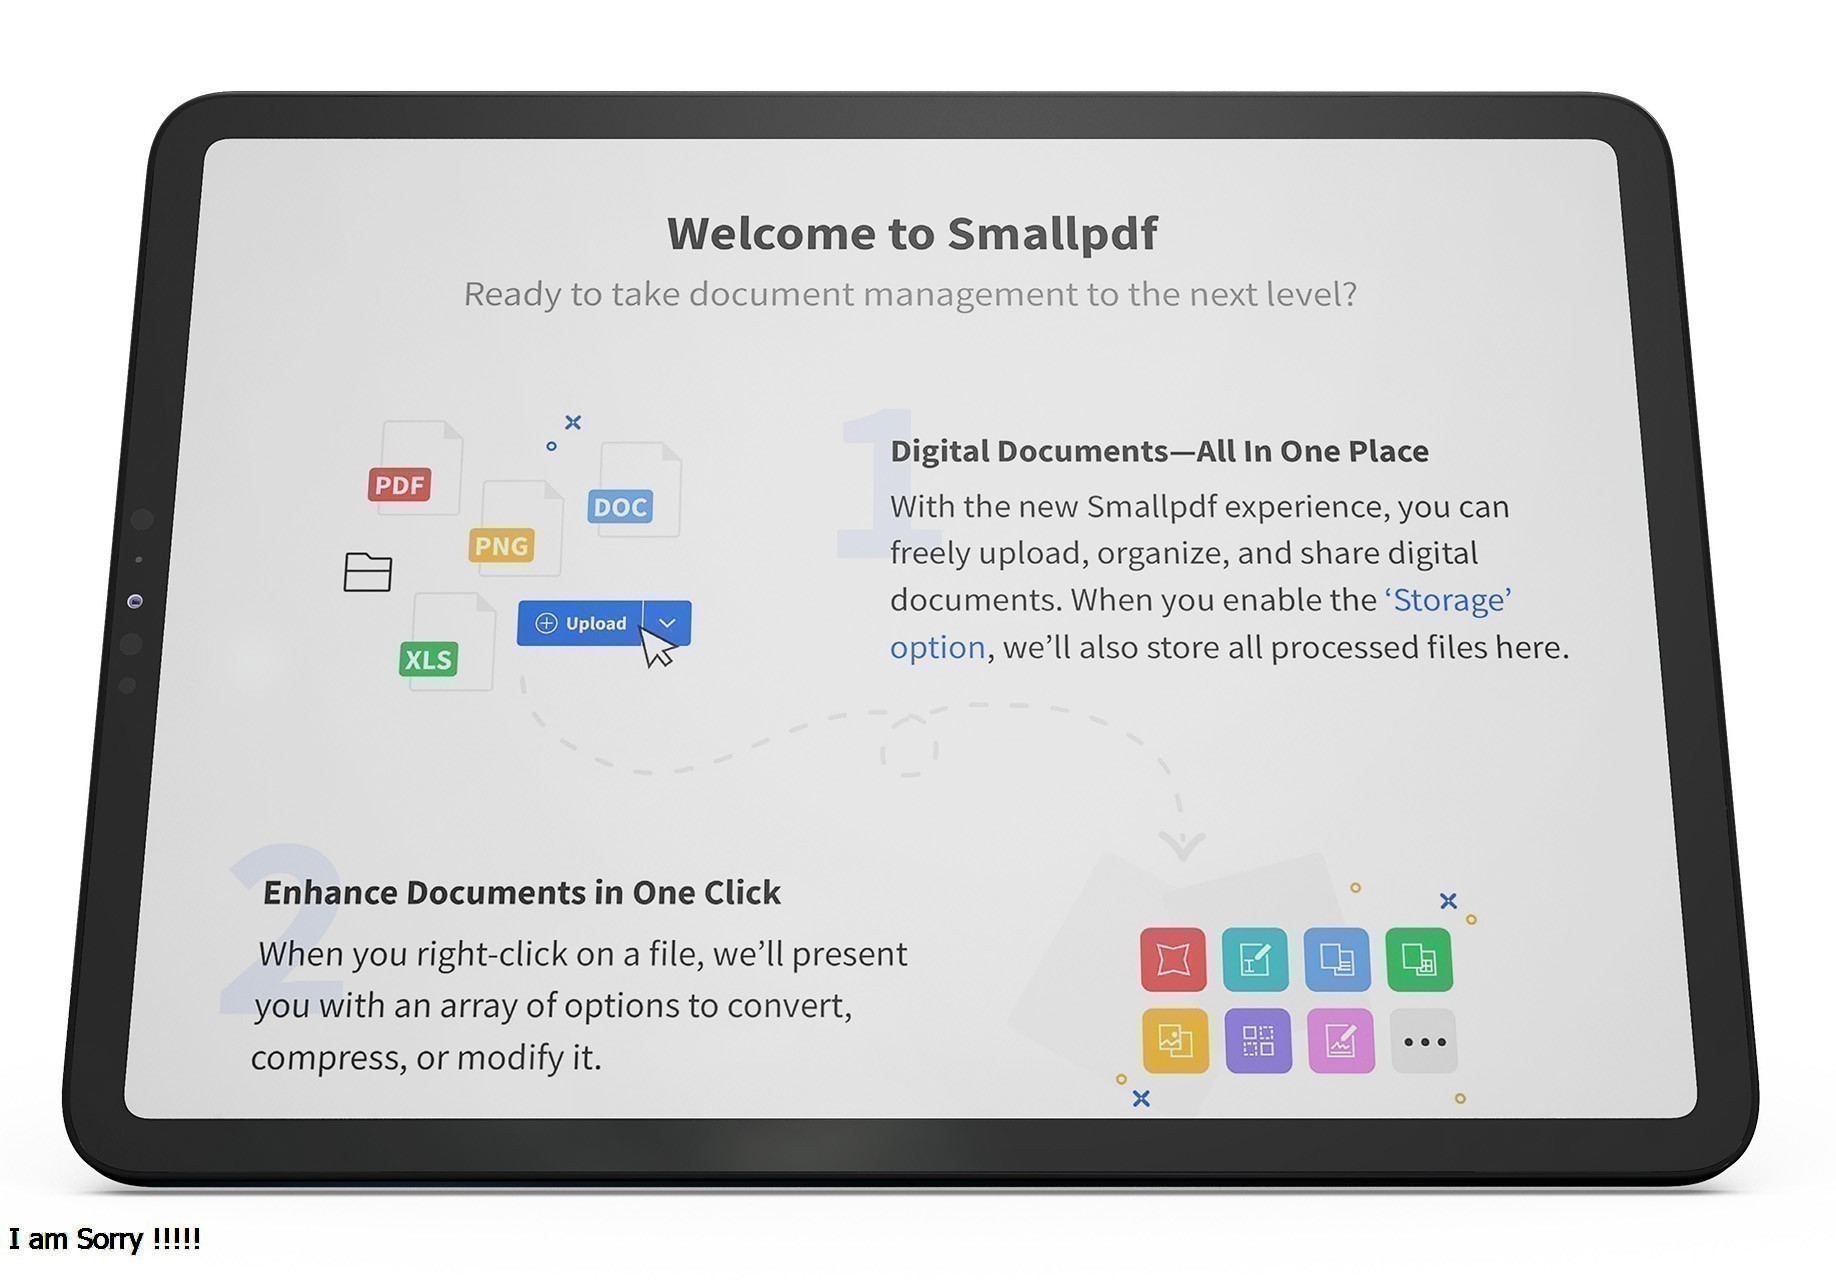 Welcome to Smallpdf
Ready to take document management to the next level?
PDF
DOC
PNG
XLS
Upload
1
Digital Documents—All In One Place
With the new Smallpdf experience, you can
freely upload, organize, and share digital
documents. When you enable the ‘Storage’
option, we’ll also store all processed files here.
2
Enhance Documents in One Click
When you right-click on a file, we’ll present
you with an array of options to convert,
compress, or modify it.
I am Sorry !!!!!